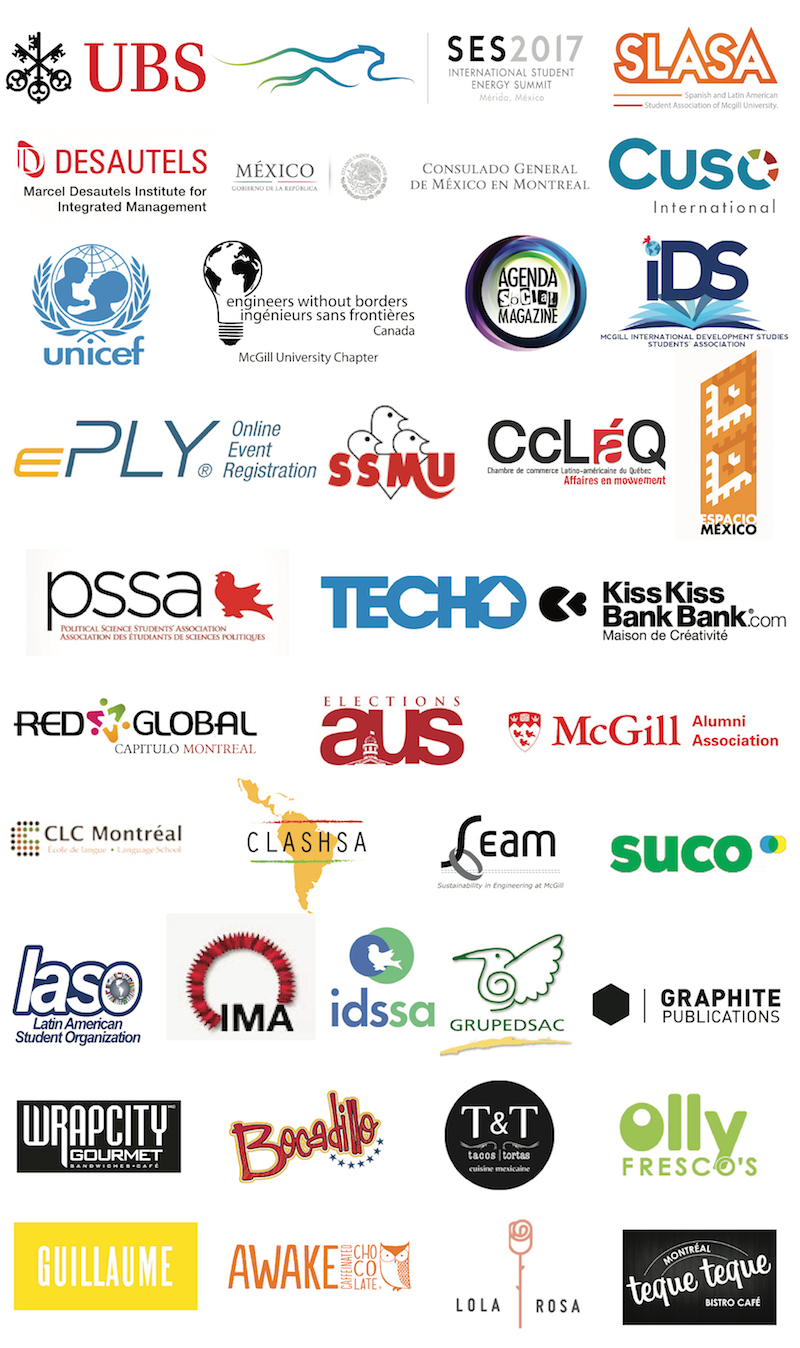 UBS
SES2017
INTERNATIONAL STUDENT
ENERGY SUMMIT
Mérida, México
SLASA
Spanish and Latin American
Student Association of Mcgill University.
DESAUTELS
Marcel Desautels Institute for
Integrated Management
MÉXICO
GOBIERNO DE LA REPÚBLICA
ESTADOS UNIDOS MEXICANOS
CONSULADO GENERAL
DE MÉXICO EN MONTREAL
Cuso
International
unicef
engineers without borders
ingénieurs sans frontières
Canada
McGill University Chapter
AGENDA
SOCIAL
MAGAZINE
iDS
MCGILL INTERNATIONAL DEVELOPMENT STUDIES
STUDENTS' ASSOCIATION
ePLY®
Online
Event
Registration
SSMU
CCLáQ
Chambre de commerce Latino-américaine du Québec
Affaires en mouvement
ESPACIO
MÉXICO
pssa
POLITICAL SCIENCE STUDENTS' ASSOCIATION
ASSOCIATION DES ÉTUDIANTS DE SCIENCES POLITIQUES
TECHO
KissKiss
BankBank.com
Maison de Créativité
RED GLOBAL
CAPITULO MONTREAL
ELECTIONS
aus
McGill
Alumni
Association
CLC Montréal
École de langue • Language School
CLASHSA
Seam
Sustainability in Engineering at McGill
suco
laso
Latin American
Student Organization
IMA
idssa
GRUPEDSAC
GRAPHITE
PUBLICATIONS
WRAPCITY
GOURMET
SANDWICHES•CAFÉ
Bocadillo
T&T
tacos tortas
cuisine mexicaine
olly
FRESCO'S
GUILLAUME
AWAKE
CAFFEINATED
CHO
CO
LATE
LOLA ROSA
MONTRÉAL
teque teque
BISTRO CAFÉ